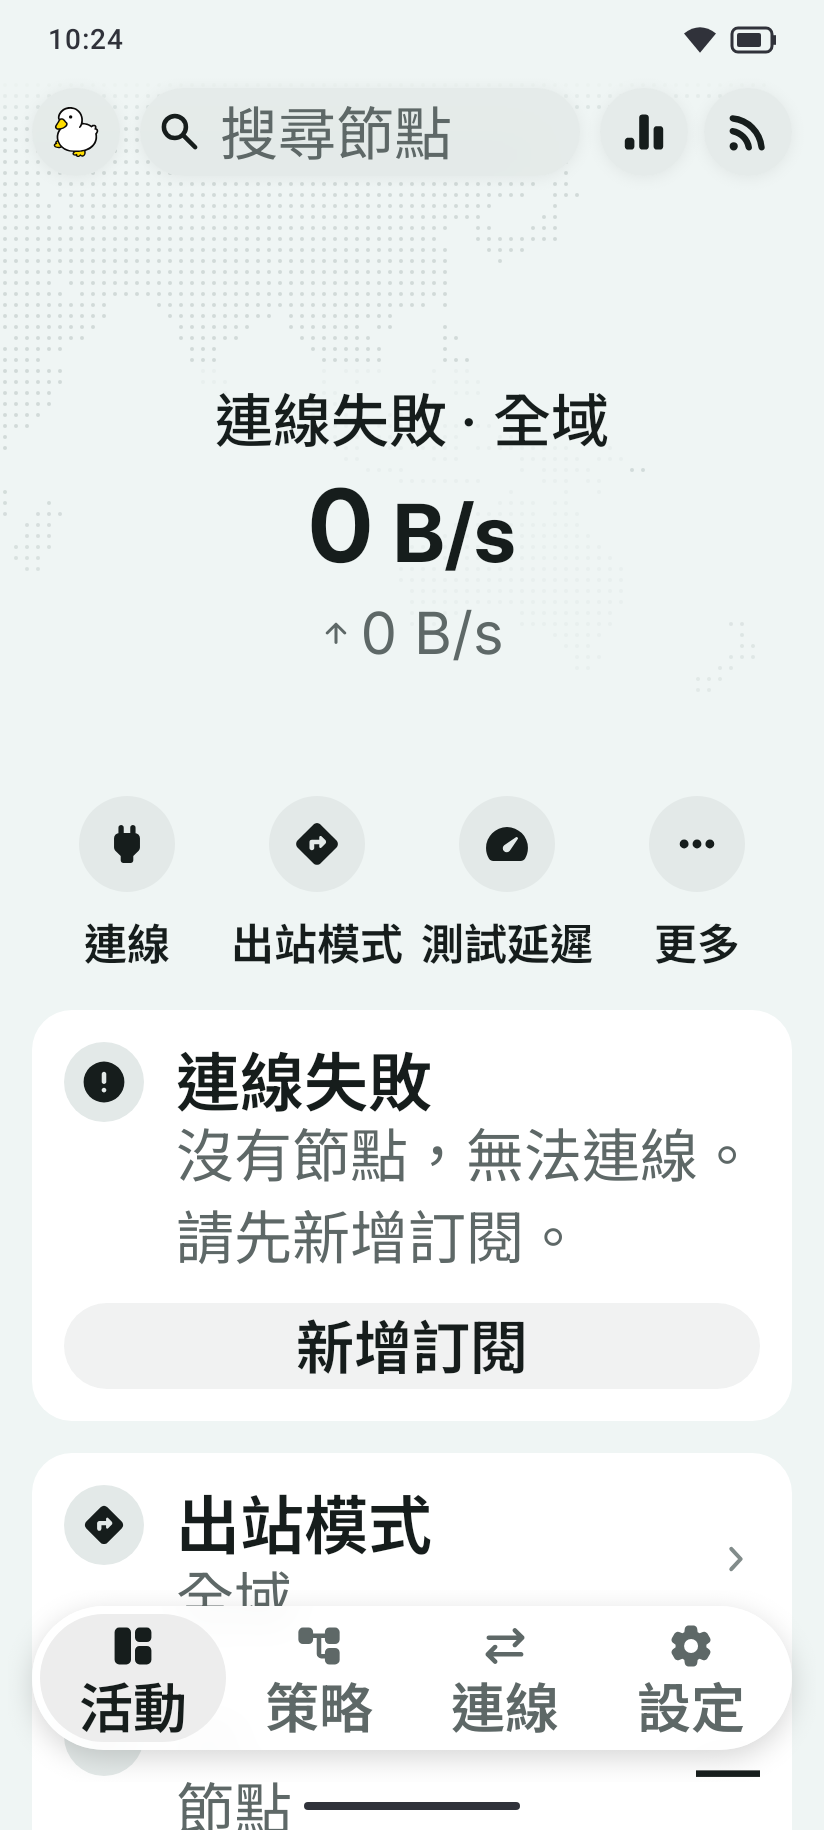 10:24
搜尋節點
連線失敗 · 全域
0 B/s
↑ 0 B/s
連線
出站模式
測試延遲
更多
連線失敗
沒有節點，無法連線。
請先新增訂閱。
新增訂閱
出站模式
全域
活動
策略
連線
設定
節點